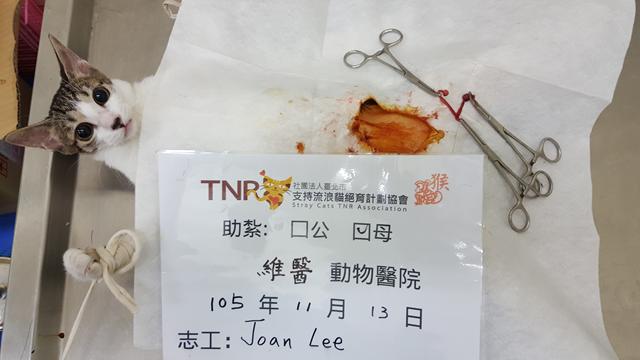 TNR 社團法人臺北市
支持流浪貓絕育計劃協會
Stray Cats TNR Association
猴
助紮: □公 ☑母
維醫 動物醫院
105 年 11 月 13 日
志工: Joan Lee